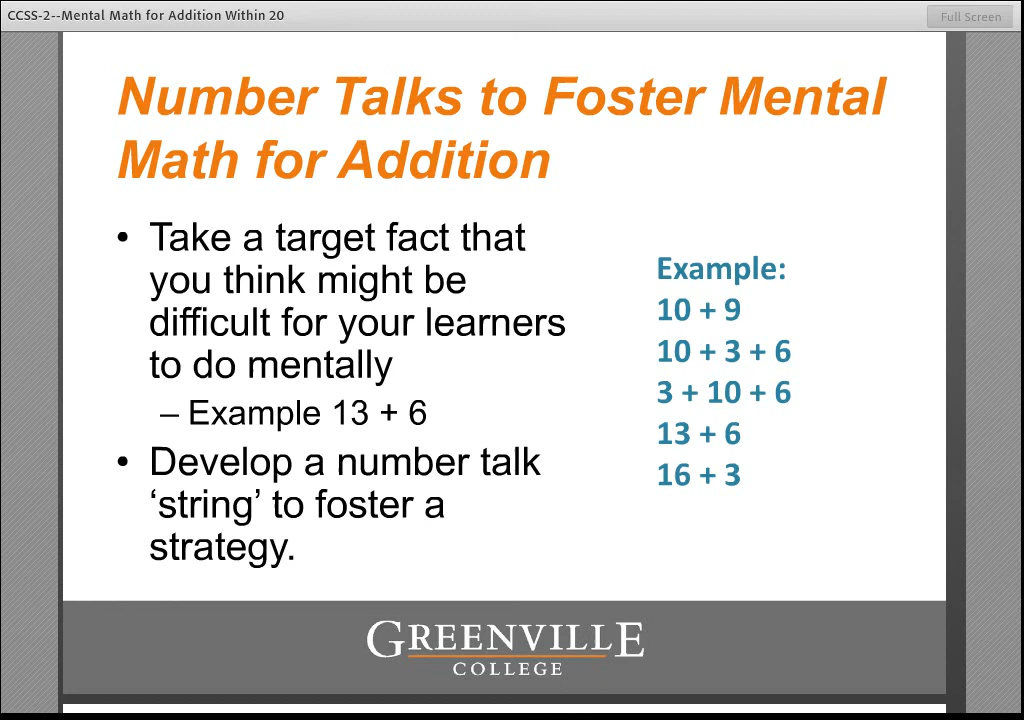 CCSS-2--Mental Math for Addition Within 20
Full Screen
Number Talks to Foster Mental
Math for Addition
• Take a target fact that
you think might be
difficult for your learners
to do mentally
– Example 13 + 6
• Develop a number talk
‘string’ to foster a
strategy.
Example:
10 + 9
10 + 3 + 6
3 + 10 + 6
13 + 6
16 + 3
GREENVILLE
COLLEGE